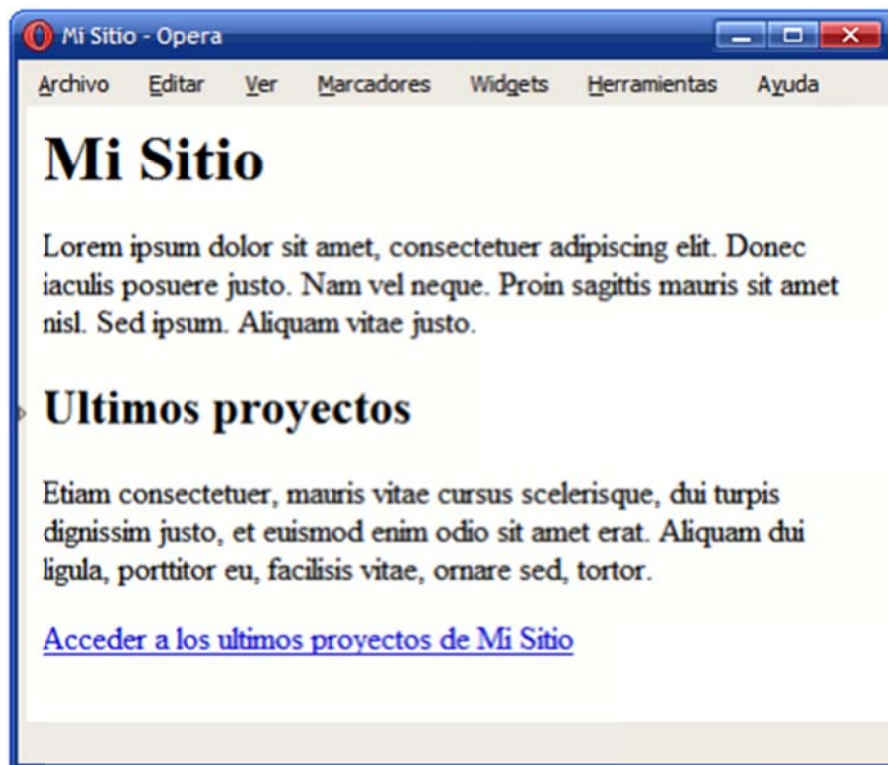 Mi Sitio - Opera
Archivo Editar Ver Marcadores Widgets Herramientas Ayuda
Mi Sitio
Lorem ipsum dolor sit amet, consectetuer adipiscing elit. Donec
iaculis posuere justo. Nam vel neque. Proin sagittis mauris sit amet
nisl. Sed ipsum. Aliquam vitae justo.
Ultimos proyectos
Etiam consectetuer, mauris vitae cursus scelerisque, dui turpis
dignissim justo, et euismod enim odio sit amet erat. Aliquam dui
ligula, porttitor eu, facilisis vitae, ornare sed, tortor.
Acceder a los ultimos proyectos de Mi Sitio